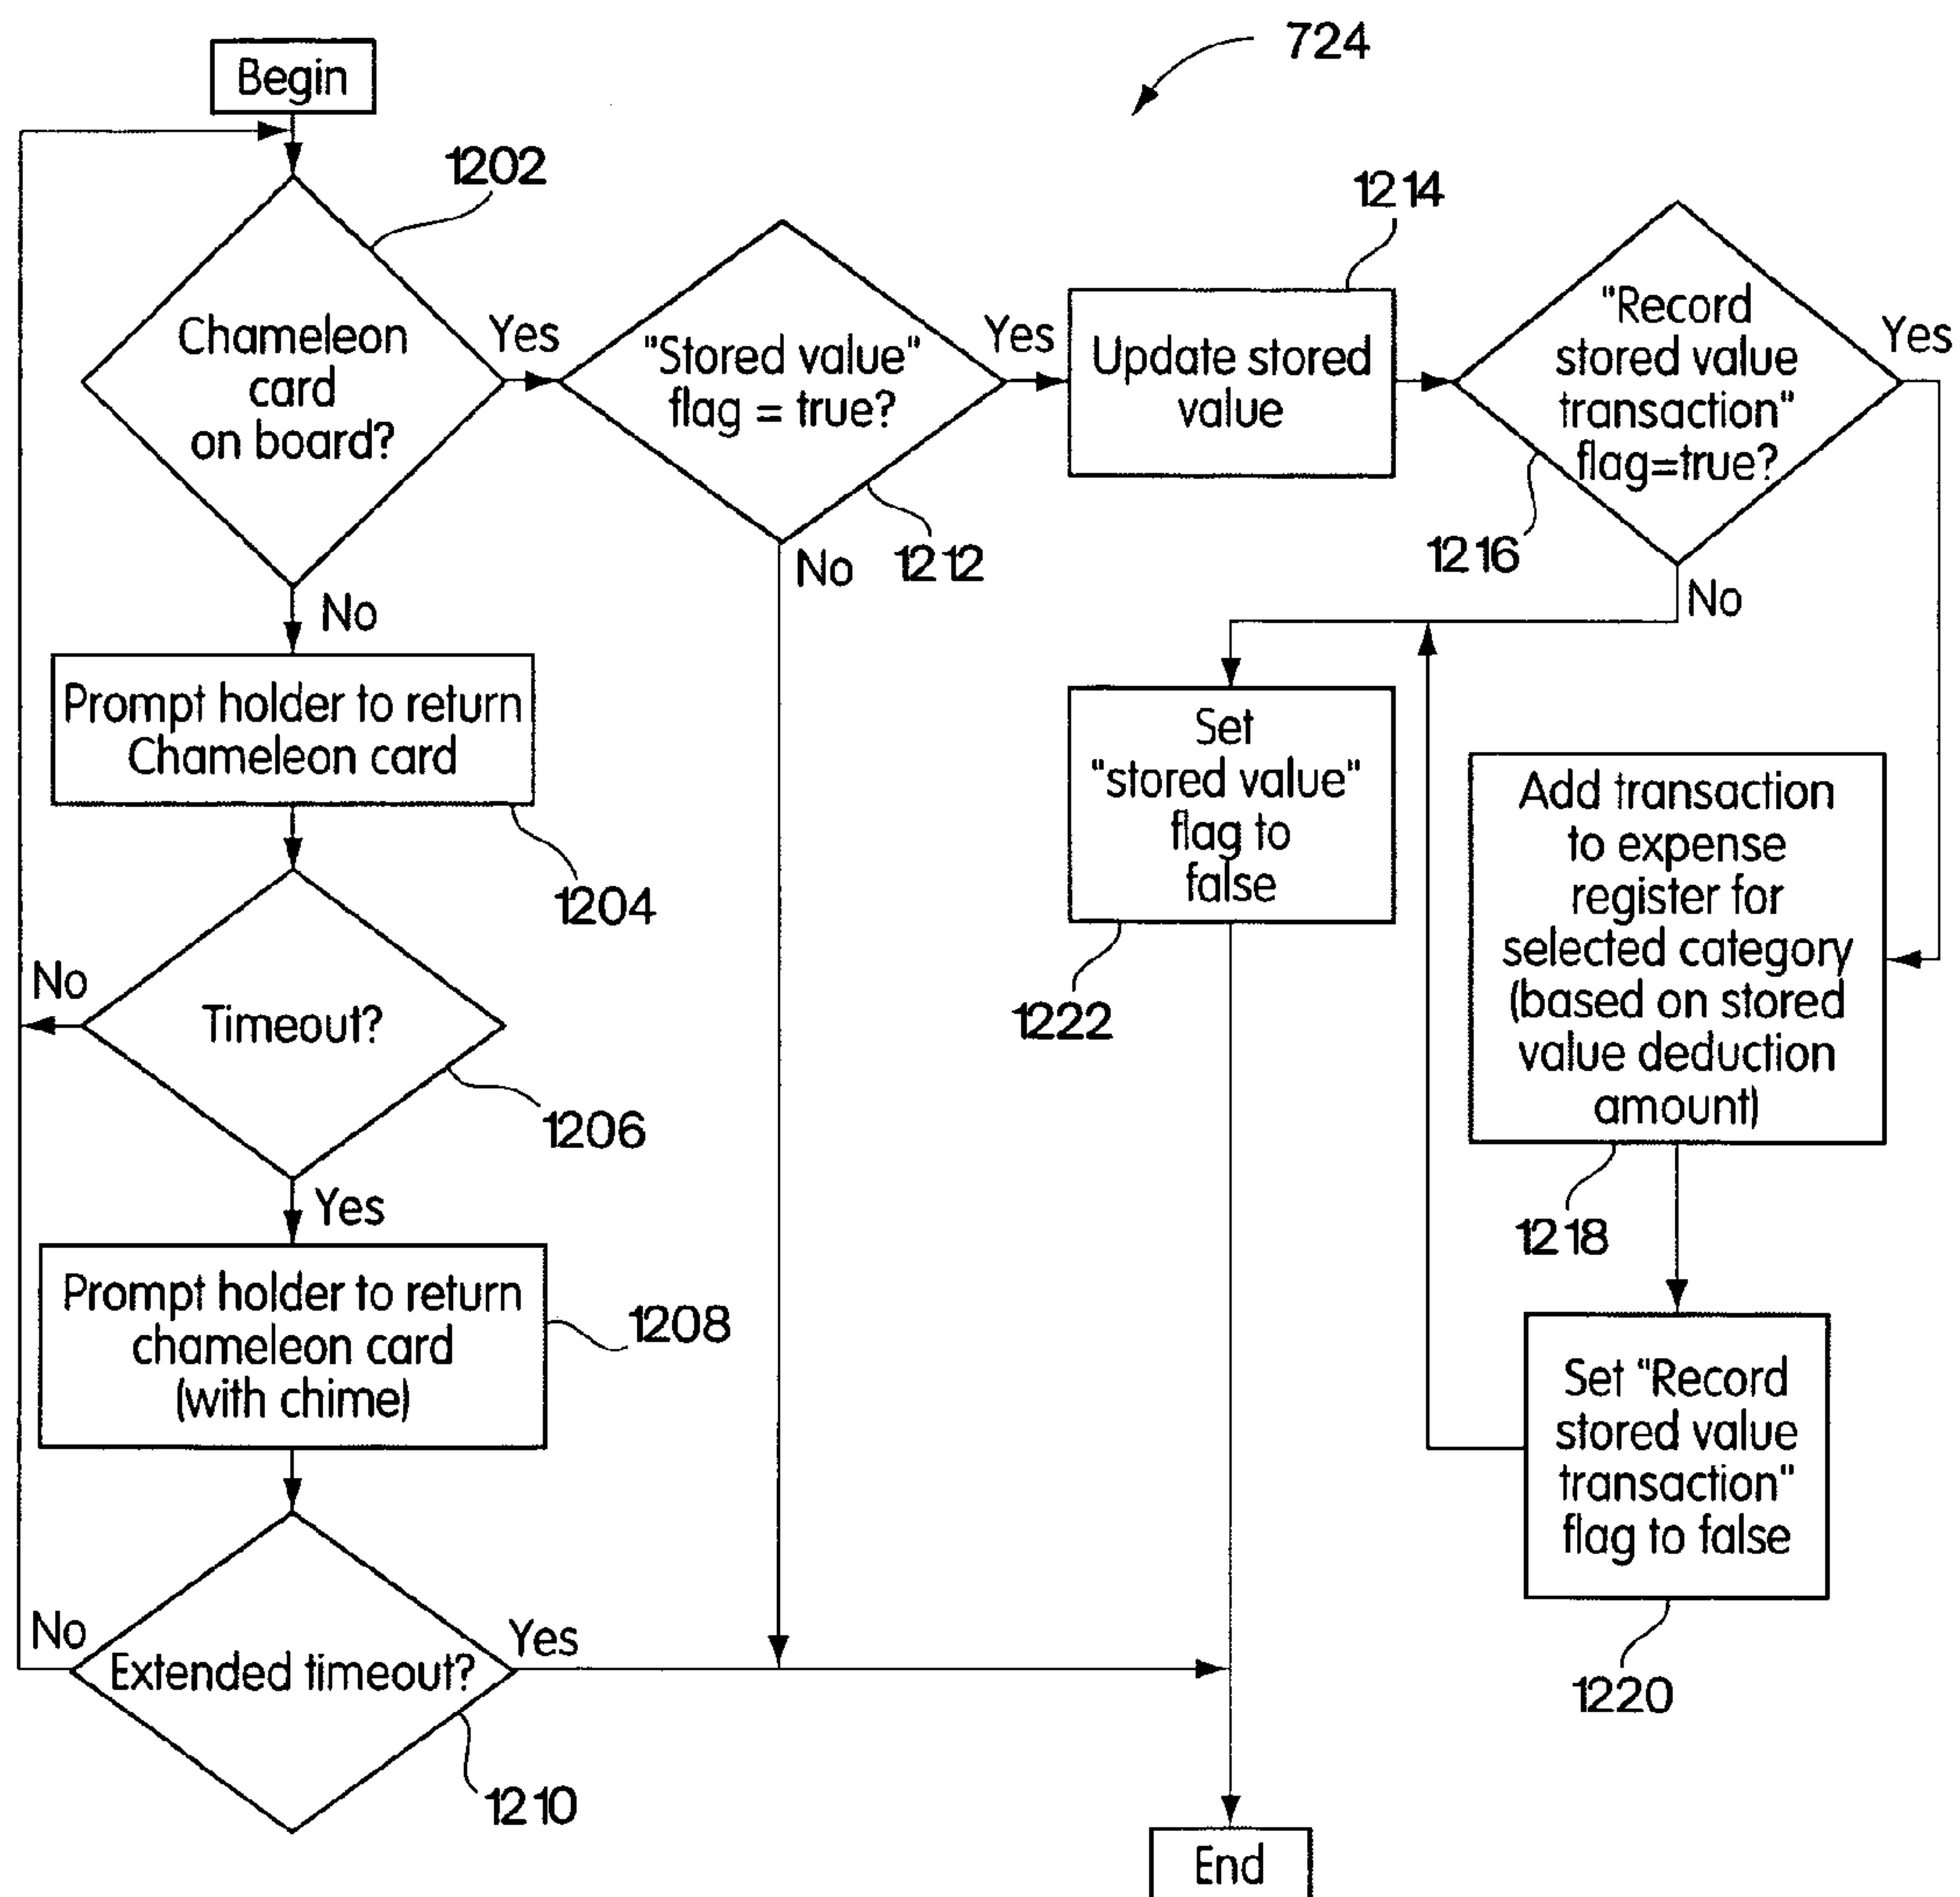 724
Begin
1202
Chameleon
card
on board?
Yes
"Stored value"
flag = true?
Yes
1212
No
1214
Update stored
value
"Record
stored value
transaction"
flag=true?
Yes
1216
No
No
Prompt holder to return
Chameleon card
1204
Timeout?
No
1206
Yes
Prompt holder to return
chameleon card
(with chime)
1208
Extended timeout?
No
Yes
1210
Set
"stored value"
flag to
false
1222
Add transaction
to expense
register for
selected category
(based on stored
value deduction
amount)
1218
Set "Record
stored value
transaction"
flag to false
1220
End